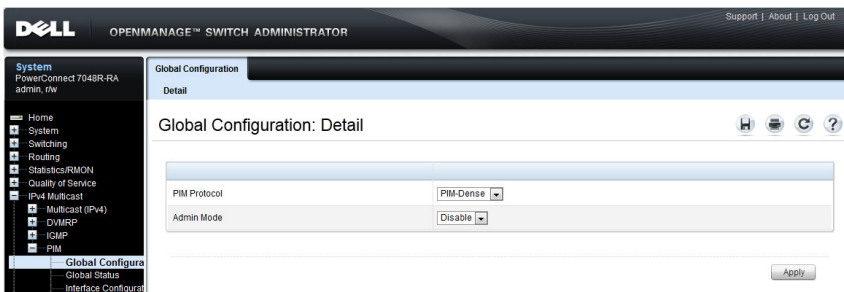 Support | About | Log Out
DELL
OPENMANAGE™ SWITCH ADMINISTRATOR
System
PowerConnect 7048R-RA
admin, r/w
Global Configuration
Detail
Home
System
Switching
Routing
Statistics/RMON
Quality of Service
IPv4 Multicast
Multicast (IPv4)
DVMRP
IGMP
PIM
Global Configura
Global Status
Interface Configurat
Global Configuration: Detail
?
PIM Protocol
PIM-Dense
Admin Mode
Disable
Apply